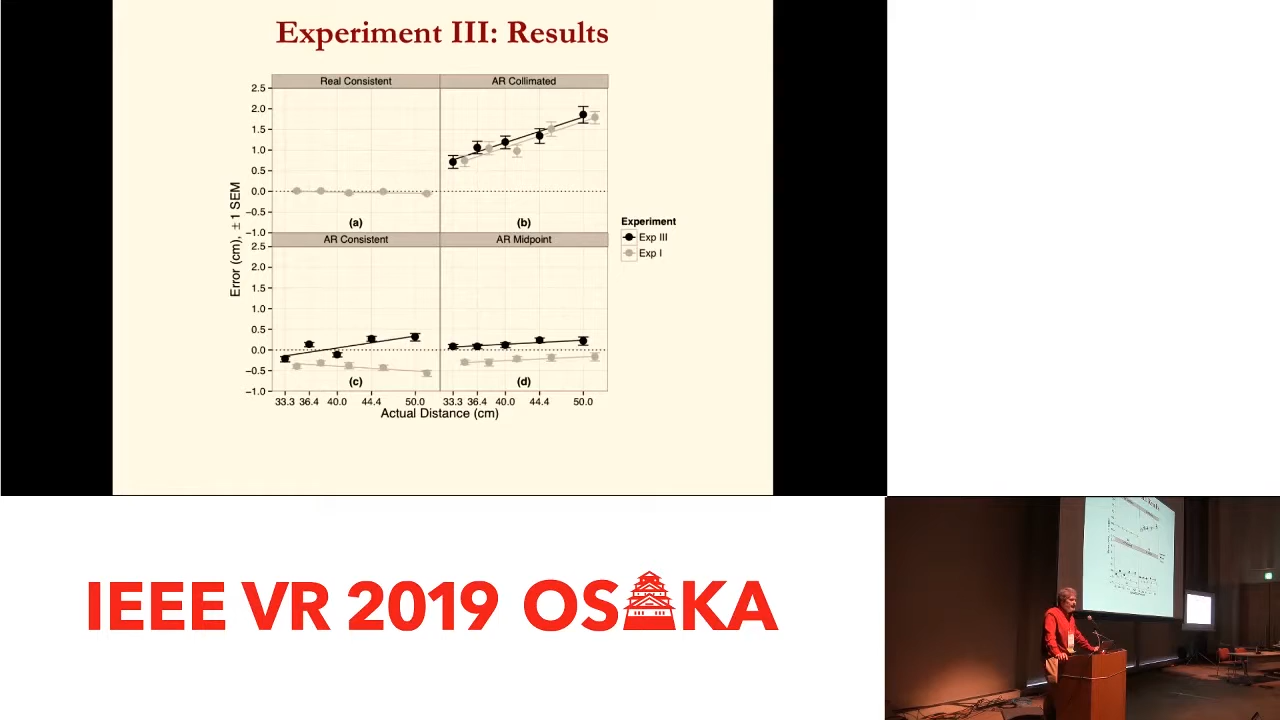 Experiment III: Results
Real Consistent
AR Collimated
2.5
2.0
1.5
1.0
0.5
0.0
−0.5
−1.0
(a)
(b)
AR Consistent
AR Midpoint
2.5
2.0
1.5
1.0
0.5
0.0
−0.5
−1.0
(c)
(d)
Error (cm), ± 1 SEM
33.3 36.4 40.0 44.4 50.0
33.3 36.4 40.0 44.4 50.0
Actual Distance (cm)
Experiment
Exp III
Exp I
IEEE VR 2019 OSAKA